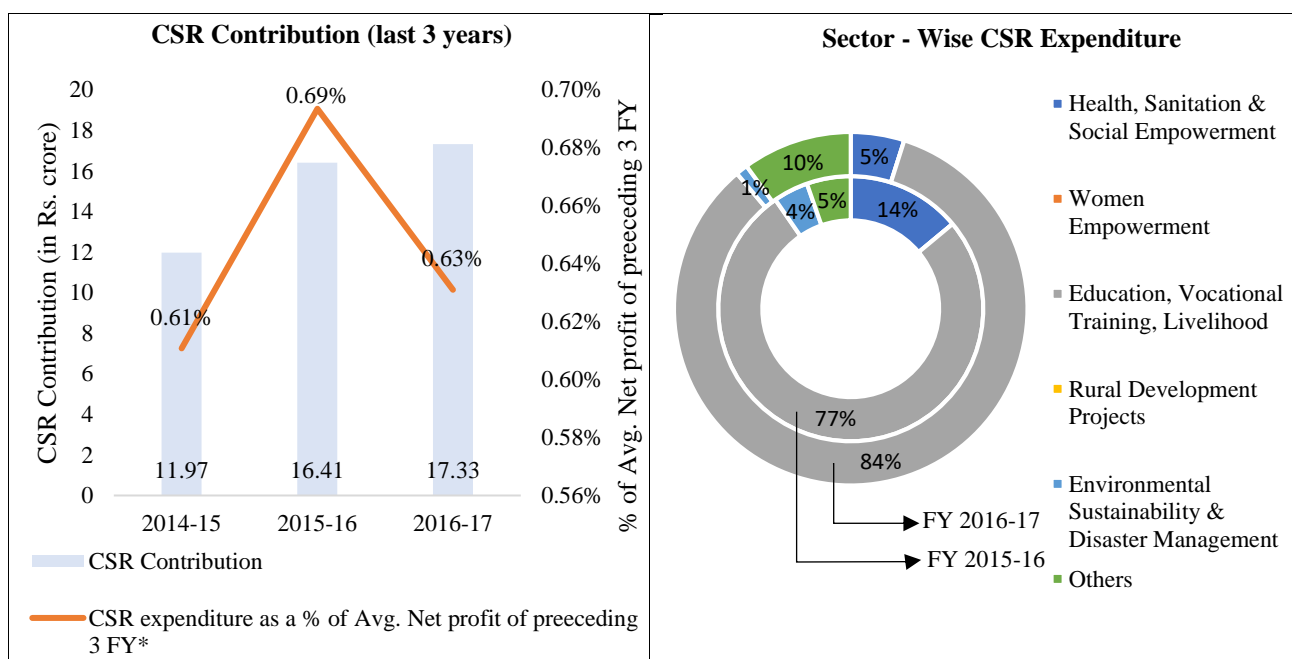 CSR Contribution (last 3 years)
CSR Contribution (in Rs. crore)
20
18
16
14
12
10
8
6
4
2
0
0.61%
0.69%
0.63%
11.97
16.41
17.33
2014-15
2015-16
2016-17
0.70%
0.68%
0.66%
0.64%
0.62%
0.60%
0.58%
0.56%
% of Avg. Net profit of preceeding 3 FY
CSR Contribution
CSR expenditure as a % of Avg. Net profit of preeceding
3 FY*
Sector - Wise CSR Expenditure
10%
5%
1%
4%
5%
14%
77%
84%
FY 2016-17
FY 2015-16
Health, Sanitation &
Social Empowerment
Women
Empowerment
Education, Vocational
Training, Livelihood
Rural Development
Projects
Environmental
Sustainability &
Disaster Management
Others